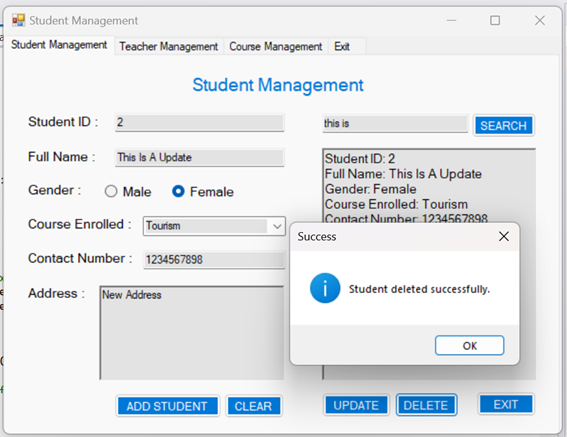 Student Management
Student Management Teacher Management Course Management Exit
Student Management
Student ID : 2
this is SEARCH
Full Name : This Is A Update
Gender : Male Female
Course Enrolled : Tourism
Contact Number : 1234567898
Address : New Address
Student ID: 2
Full Name: This Is A Update
Gender: Female
Course Enrolled: Tourism
Contact Number: 1234567898
Success
Student deleted successfully.
OK
ADD STUDENT CLEAR UPDATE DELETE EXIT